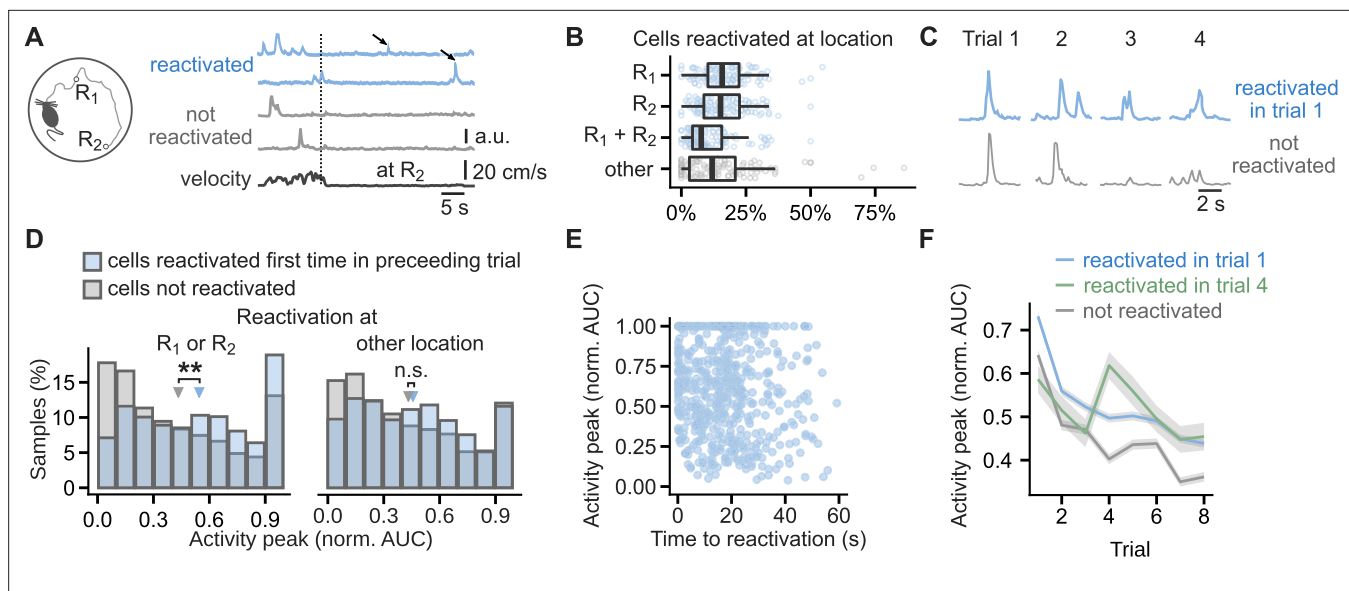 A
reactivated
not
reactivated
velocity
R1
R2
at R2
a.u.
20 cm/s
5 s
B
Cells reactivated at location
R1
R2
R1 + R2
other
0% 25% 50% 75%
C
Trial 1 2 3 4
reactivated
in trial 1
not
reactivated
2 s
D
cells reactivated first time in preceeding trial
cells not reactivated
Reactivation at
R1 or R2
other location
**
n.s.
Samples (%)
15
10
5
0
0.0 0.3 0.6 0.9
0.0 0.3 0.6 0.9
Activity peak (norm. AUC)
E
Activity peak (norm. AUC)
1.00
0.75
0.50
0.25
0.00
0 20 40 60
Time to reactivation (s)
F
reactivated in trial 1
reactivated in trial 4
not reactivated
Activity peak (norm. AUC)
0.7
0.6
0.5
0.4
2 4 6 8
Trial